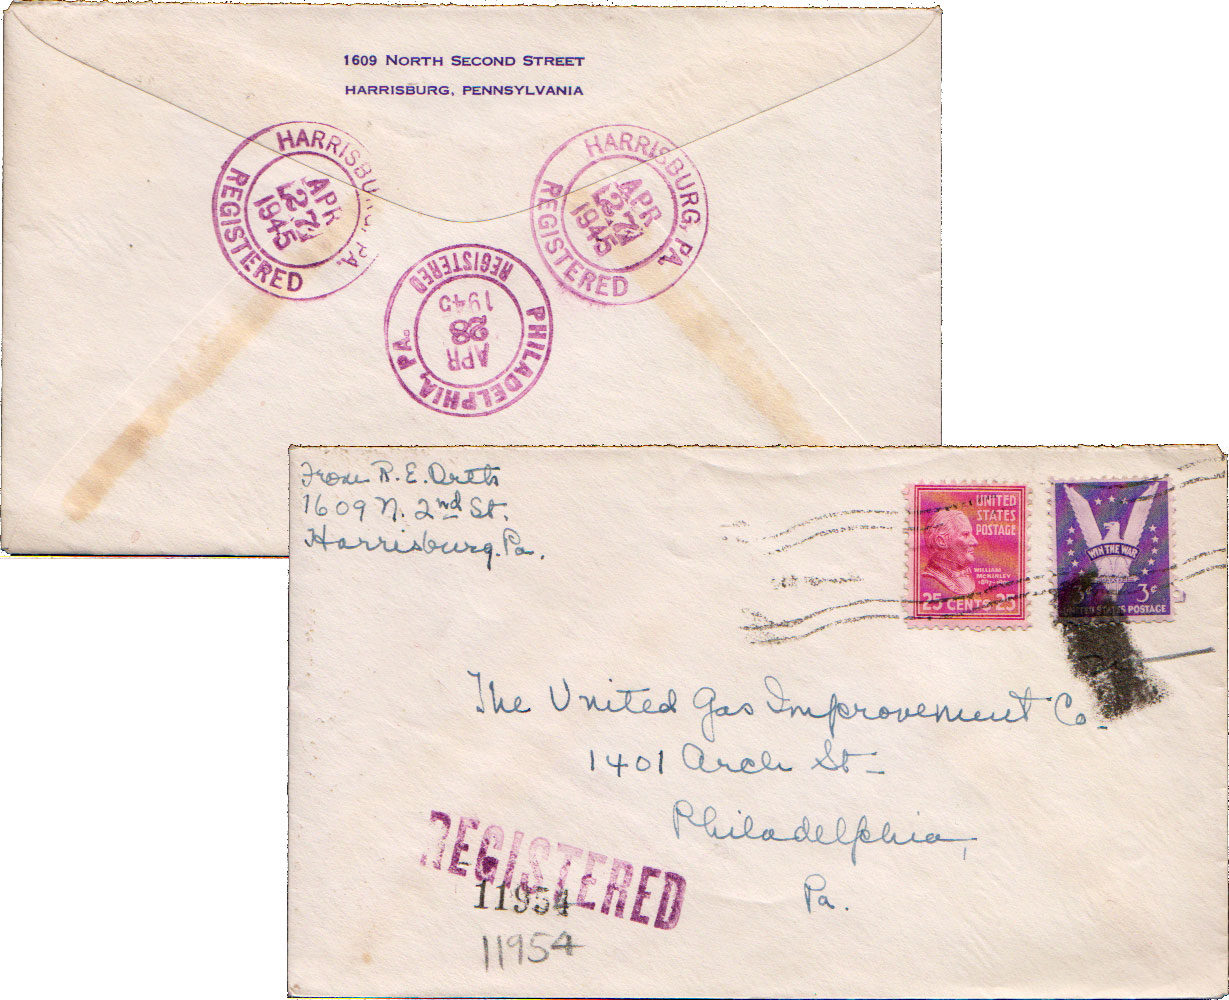 1609 NORTH SECOND STREET
HARRISBURG, PENNSYLVANIA
HARRISBURG, PA.
APR
27
1945
REGISTERED
HARRISBURG, PA.
APR
27
1945
REGISTERED
PHILADELPHIA, PA.
APR
28
1945
REGISTERED
From R. E.
1609 N. 2nd St.
Harrisburg, Pa.
UNITED
STATES
POSTAGE
WILLIAM
McKINLEY
25 CENTS 25
WIN THE WAR
3¢ 3¢
UNITED STATES POSTAGE
The United Gas Improvement Co.
1401 Arch St.
Philadelphia,
Pa.
REGISTERED
11954
11954